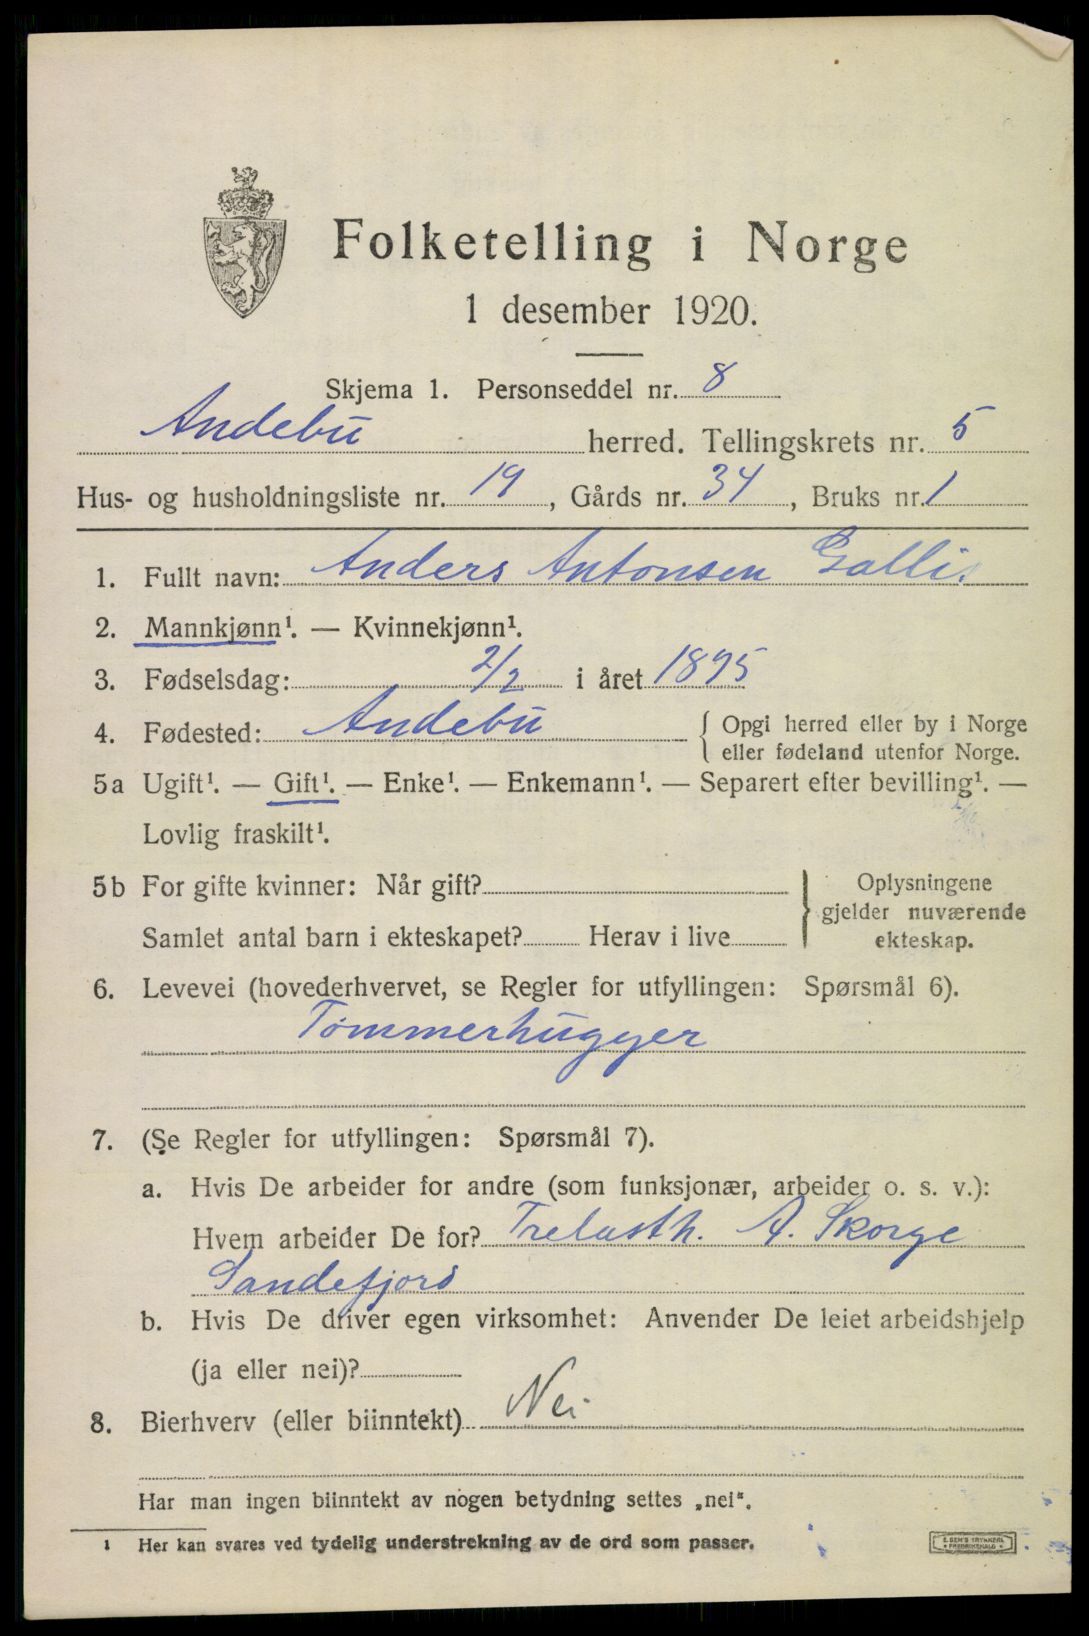 Folketelling i Norge
1 desember 1920.
Skjema 1. Personseddel nr. 8
Andebu herred. Tellingskrets nr. 5
Hus- og husholdningsliste nr. 19, Gårds nr. 34, Bruks nr. 1
1. Fullt navn: Anders Antonsen Gallis
2. Mannkjønn¹. — Kvinnekjønn¹.
3. Fødselsdag: 2/2 i året 1895
4. Fødested: Andebu { Opgi herred eller by i Norge
eller fødeland utenfor Norge.
5a Ugift¹. — Gift¹. — Enke¹. — Enkemann¹. — Separert efter bevilling¹. —
Lovlig fraskilt¹.
5b For gifte kvinner: Når gift?
Samlet antal barn i ekteskapet? Herav i live
} Oplysningene
gjelder nuværende
ekteskap.
6. Levevei (hovederhvervet, se Regler for utfyllingen: Spørsmål 6).
Tømmerhugger
7. (Se Regler for utfyllingen: Spørsmål 7).
a. Hvis De arbeider for andre (som funksjonær, arbeider o. s. v.):
Hvem arbeider De for? Trelasth. A. Skorge
Sandefjord
b. Hvis De driver egen virksomhet: Anvender De leiet arbeidshjelp
(ja eller nei)?
8. Bierhverv (eller biinntekt) Nei
Har man ingen biinntekt av nogen betydning settes „nei“.
¹ Her kan svares ved tydelig understrekning av de ord som passer.
E. SEM'S TRYKKERI
FREDRIKSHALD